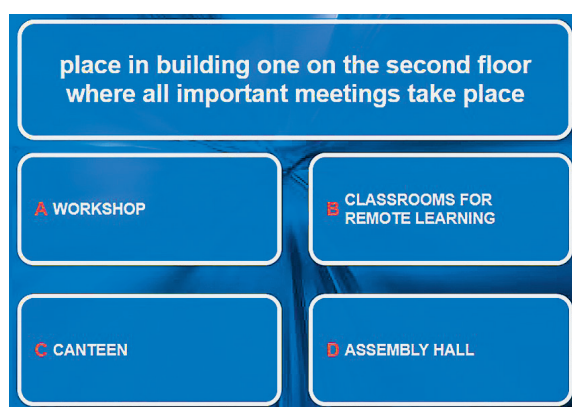 place in building one on the second floor
where all important meetings take place
A WORKSHOP
B CLASSROOMS FOR
REMOTE LEARNING
C CANTEEN
D ASSEMBLY HALL